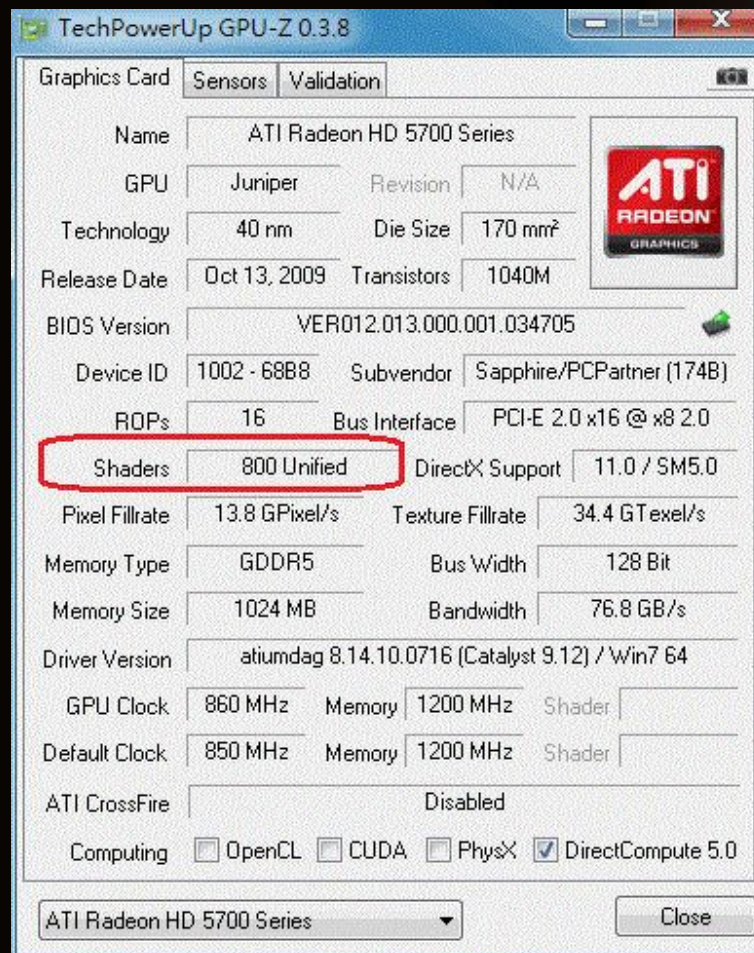 TechPowerUp GPU-Z 0.3.8
Graphics Card Sensors Validation
Name ATI Radeon HD 5700 Series
ATI RADEON GRAPHICS
GPU Juniper Revision N/A
Technology 40 nm Die Size 170 mm²
Release Date Oct 13, 2009 Transistors 1040M
BIOS Version VER012.013.000.001.034705
Device ID 1002 - 68B8 Subvendor Sapphire/PCPartner (174B)
ROPs 16 Bus Interface PCI-E 2.0 x16 @ x8 2.0
Shaders 800 Unified DirectX Support 11.0 / SM5.0
Pixel Fillrate 13.8 GPixel/s Texture Fillrate 34.4 GTexel/s
Memory Type GDDR5 Bus Width 128 Bit
Memory Size 1024 MB Bandwidth 76.8 GB/s
Driver Version atiumdag 8.14.10.0716 (Catalyst 9.12) / Win7 64
GPU Clock 860 MHz Memory 1200 MHz Shader
Default Clock 850 MHz Memory 1200 MHz Shader
ATI CrossFire Disabled
Computing OpenCL CUDA PhysX DirectCompute 5.0
ATI Radeon HD 5700 Series Close